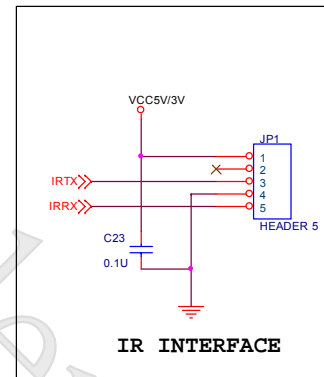 VCC5V/3V
JP1
1
2
IRTX
3
4
IRRX
5
C23
HEADER 5
0.1U
IR INTERFACE